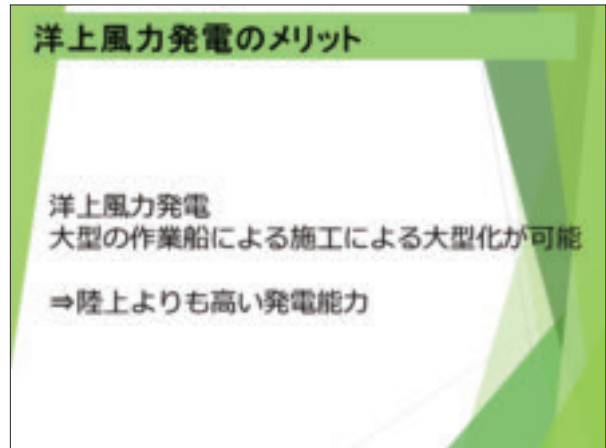 洋上風力発電のメリット
洋上風力発電
大型の作業船による施工による大型化が可能
⇒陸上よりも高い発電能力